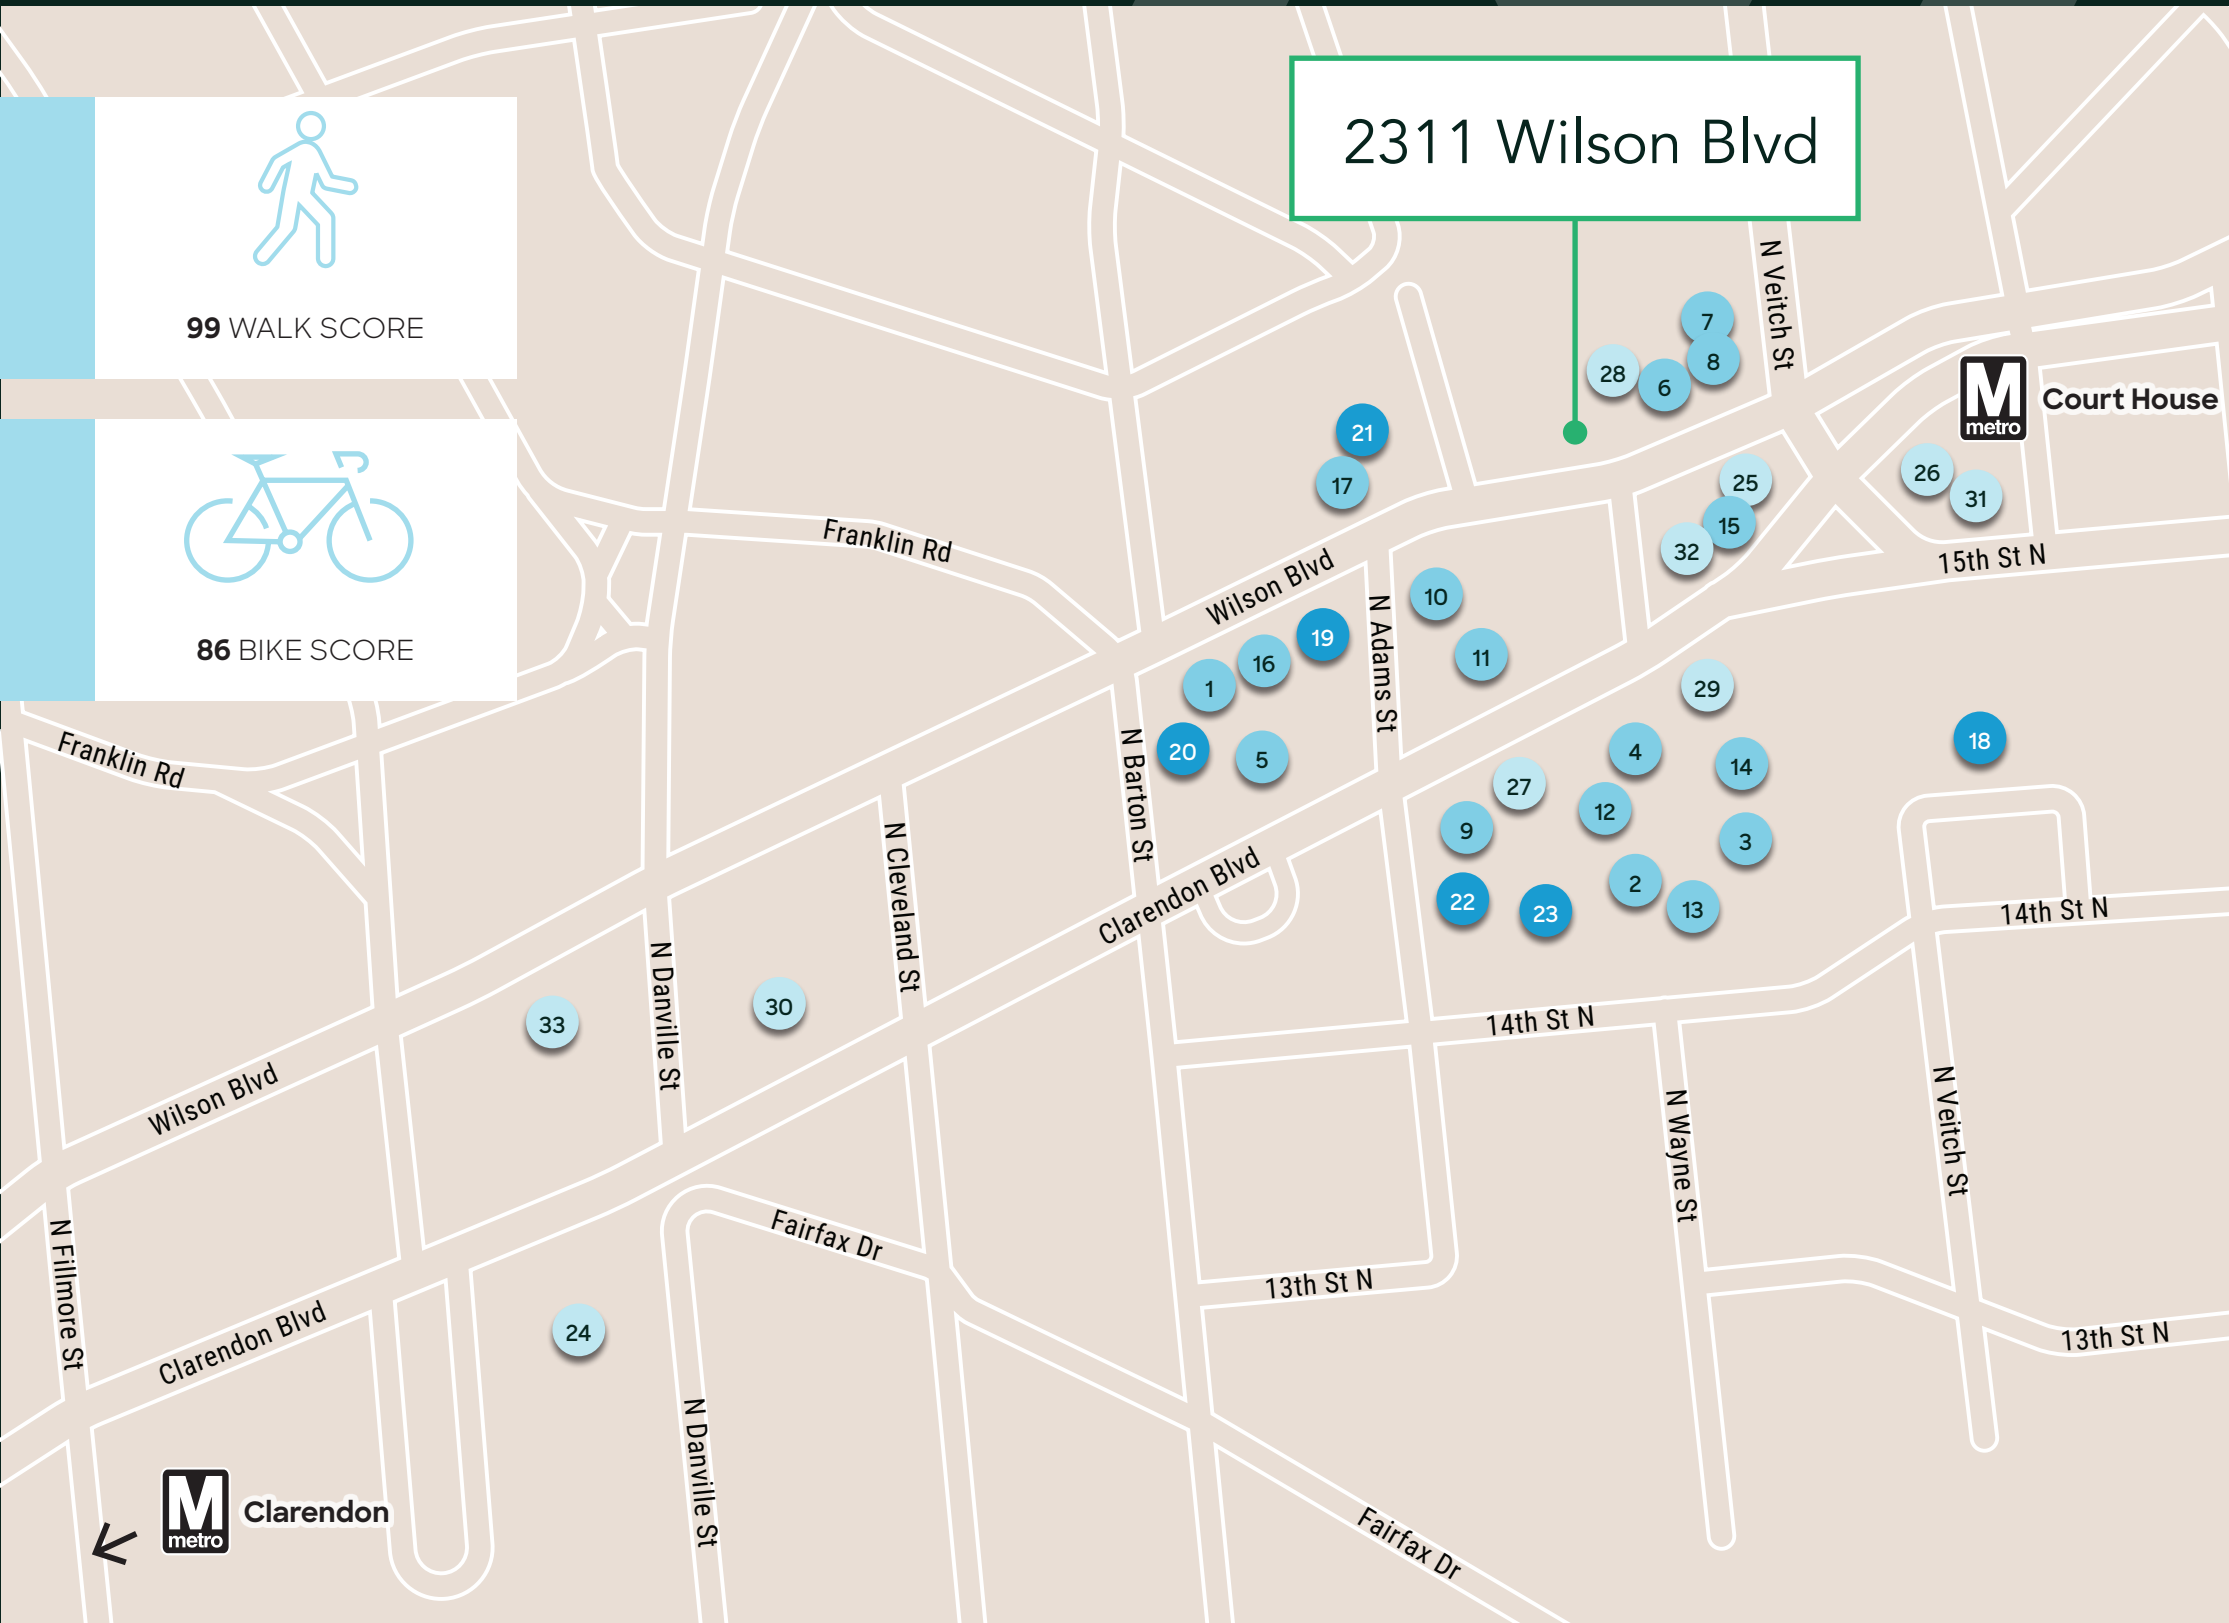 2311 Wilson Blvd
99 WALK SCORE
86 BIKE SCORE
N Veitch St
7
8
28
6
M
metro
Court House
21
17
25
26
31
15
32
15th St N
Franklin Rd
Wilson Blvd
N Adams St
10
11
19
16
1
20
5
29
4
14
18
27
12
9
3
2
22
23
13
Franklin Rd
N Barton St
N Cleveland St
Clarendon Blvd
14th St N
14th St N
N Danville St
30
33
Wilson Blvd
N Wayne St
N Veitch St
N Fillmore St
Fairfax Dr
13th St N
13th St N
Clarendon Blvd
24
N Danville St
M
metro
Clarendon
Fairfax Dr